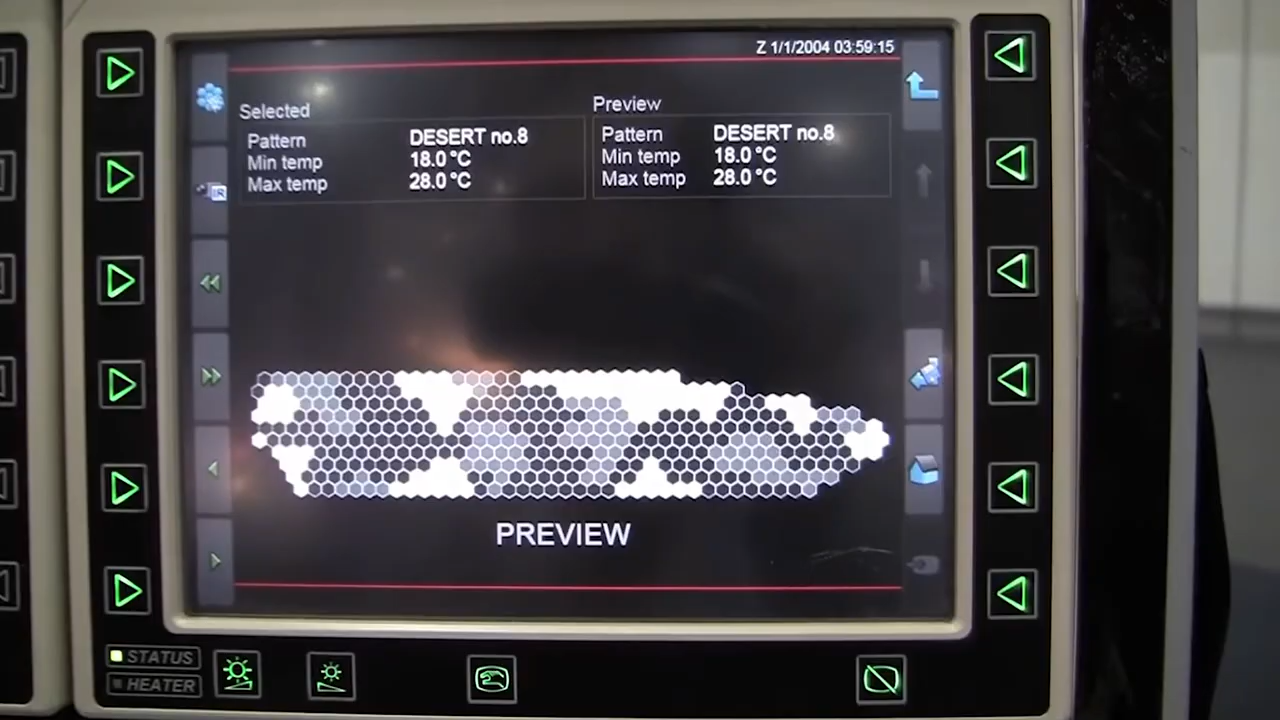 Z 1/1/2004 03:59:15
Selected
Pattern DESERT no.8
Min temp 18.0 °C
Max temp 28.0 °C
Preview
Pattern DESERT no.8
Min temp 18.0 °C
Max temp 28.0 °C
PREVIEW
STATUS
HEATER